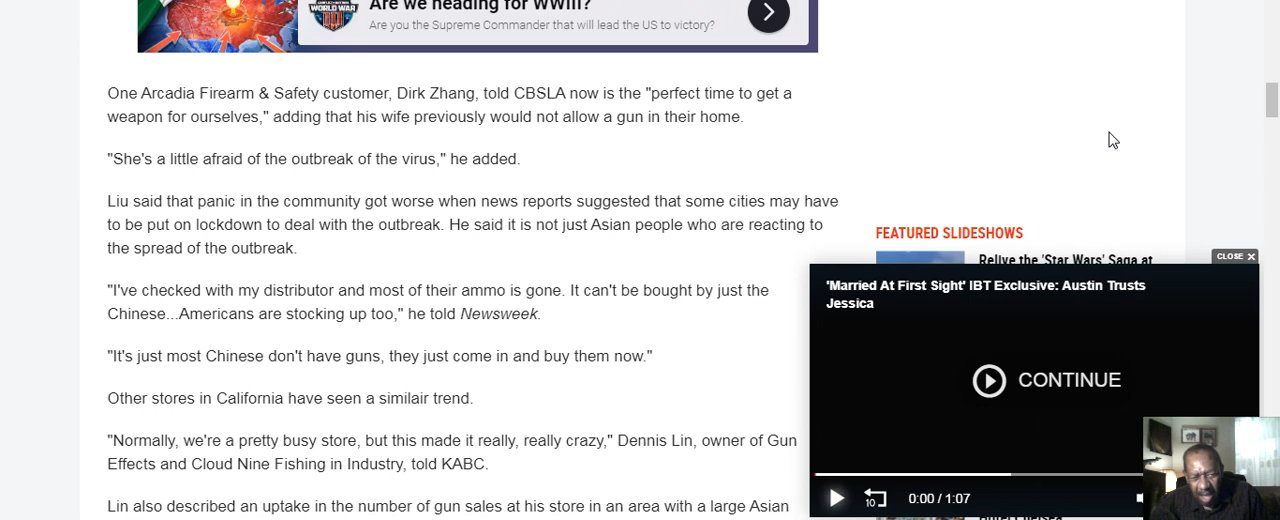 Are we heading for WWIII?
Are you the Supreme Commander that will lead the US to victory?
WORLD WAR
One Arcadia Firearm & Safety customer, Dirk Zhang, told CBSLA now is the "perfect time to get a
weapon for ourselves," adding that his wife previously would not allow a gun in their home.
"She's a little afraid of the outbreak of the virus," he added.
Liu said that panic in the community got worse when news reports suggested that some cities may have
to be put on lockdown to deal with the outbreak. He said it is not just Asian people who are reacting to
the spread of the outbreak.
"I've checked with my distributor and most of their ammo is gone. It can't be bought by just the
Chinese...Americans are stocking up too," he told Newsweek.
"It's just most Chinese don't have guns, they just come in and buy them now."
Other stores in California have seen a similair trend.
"Normally, we're a pretty busy store, but this made it really, really crazy," Dennis Lin, owner of Gun
Effects and Cloud Nine Fishing in Industry, told KABC.
Lin also described an uptake in the number of gun sales at his store in an area with a large Asian
FEATURED SLIDESHOWS
Relive the 'Star Wars' Saga at
CLOSE X
'Married At First Sight' IBT Exclusive: Austin Trusts
Jessica
CONTINUE
10
0:00 / 1:07